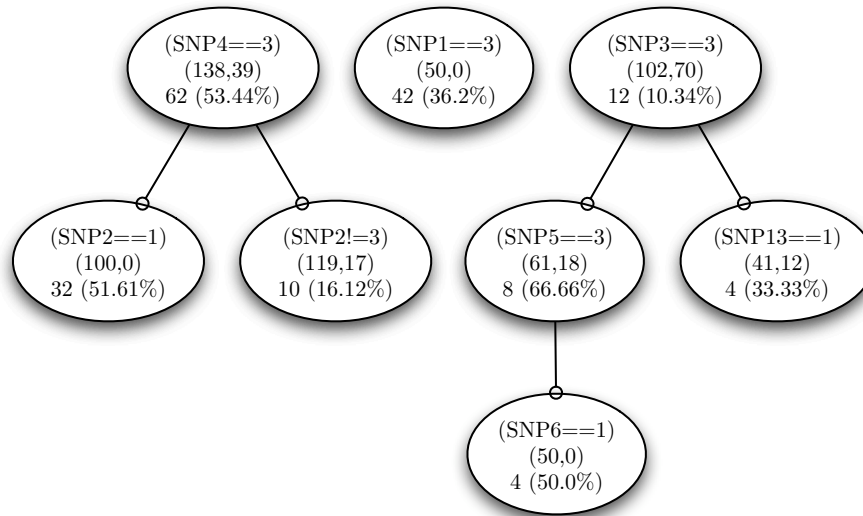 (SNP4==3)
(138,39)
62 (53.44%)
(SNP1==3)
(50,0)
42 (36.2%)
(SNP3==3)
(102,70)
12 (10.34%)
(SNP2==1)
(100,0)
32 (51.61%)
(SNP2!=3)
(119,17)
10 (16.12%)
(SNP5==3)
(61,18)
8 (66.66%)
(SNP13==1)
(41,12)
4 (33.33%)
(SNP6==1)
(50,0)
4 (50.0%)